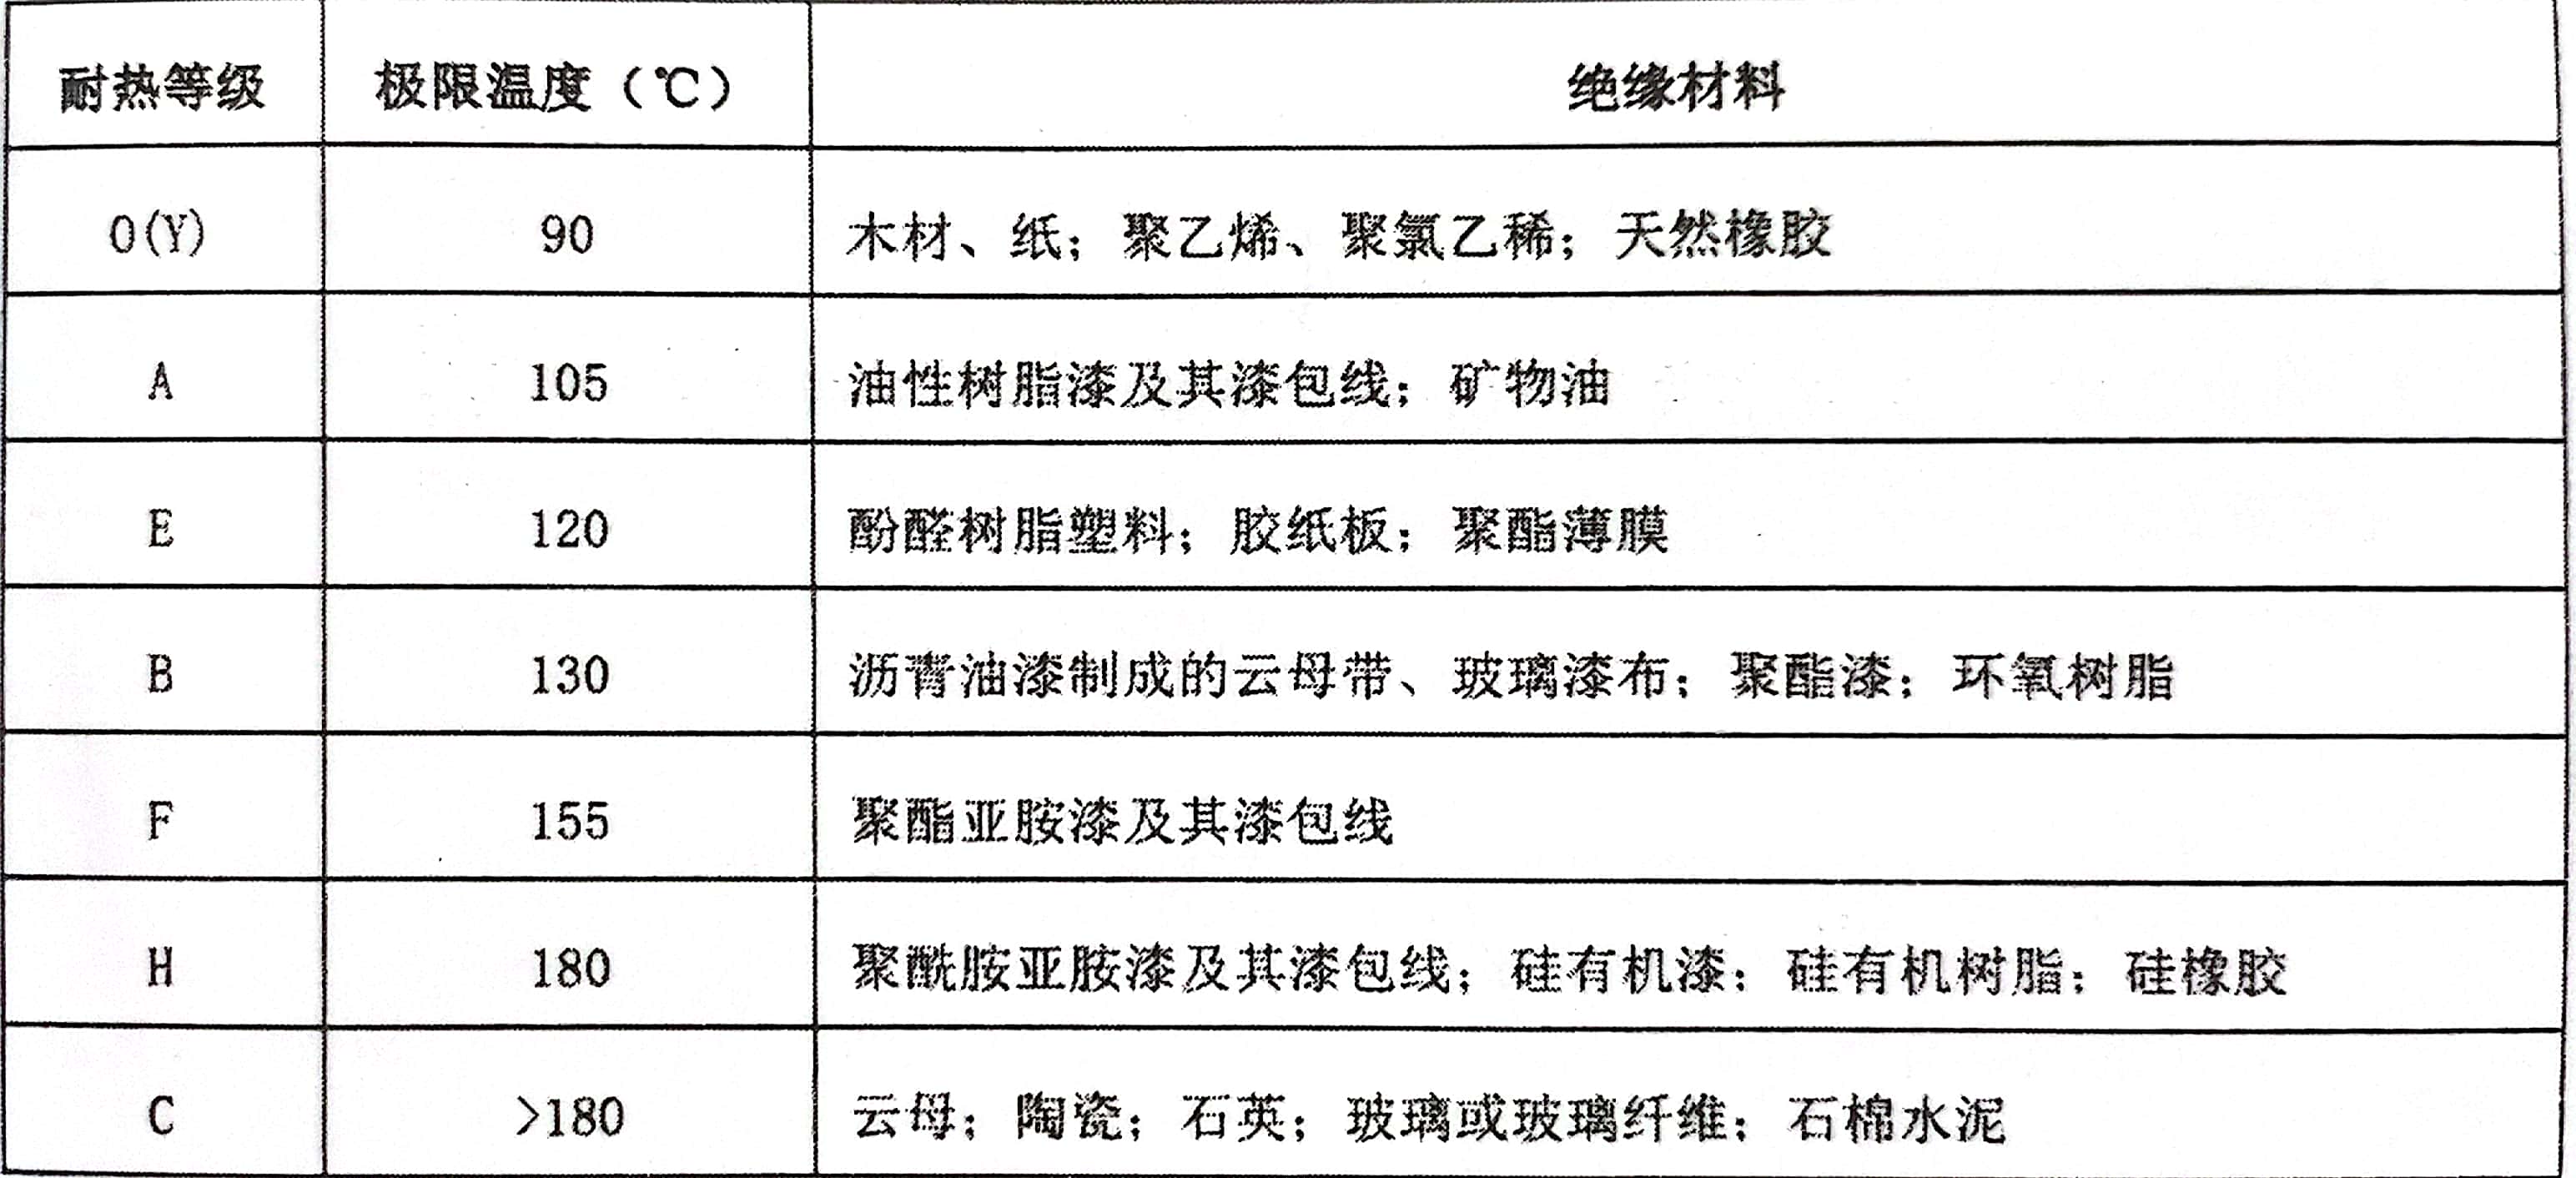 耐热等级 极限温度（℃） 绝缘材料
O(Y) 90 木材、纸；聚乙烯、聚氯乙稀；天然橡胶
A 105 油性树脂漆及其漆包线；矿物油
E 120 酚醛树脂塑料；胶纸板；聚酯薄膜
B 130 沥青油漆制成的云母带、玻璃漆布；聚酯漆；环氧树脂
F 155 聚酯亚胺漆及其漆包线
H 180 聚酰胺亚胺漆及其漆包线；硅有机漆；硅有机树脂；硅橡胶
C >180 云母；陶瓷；石英；玻璃或玻璃纤维；石棉水泥